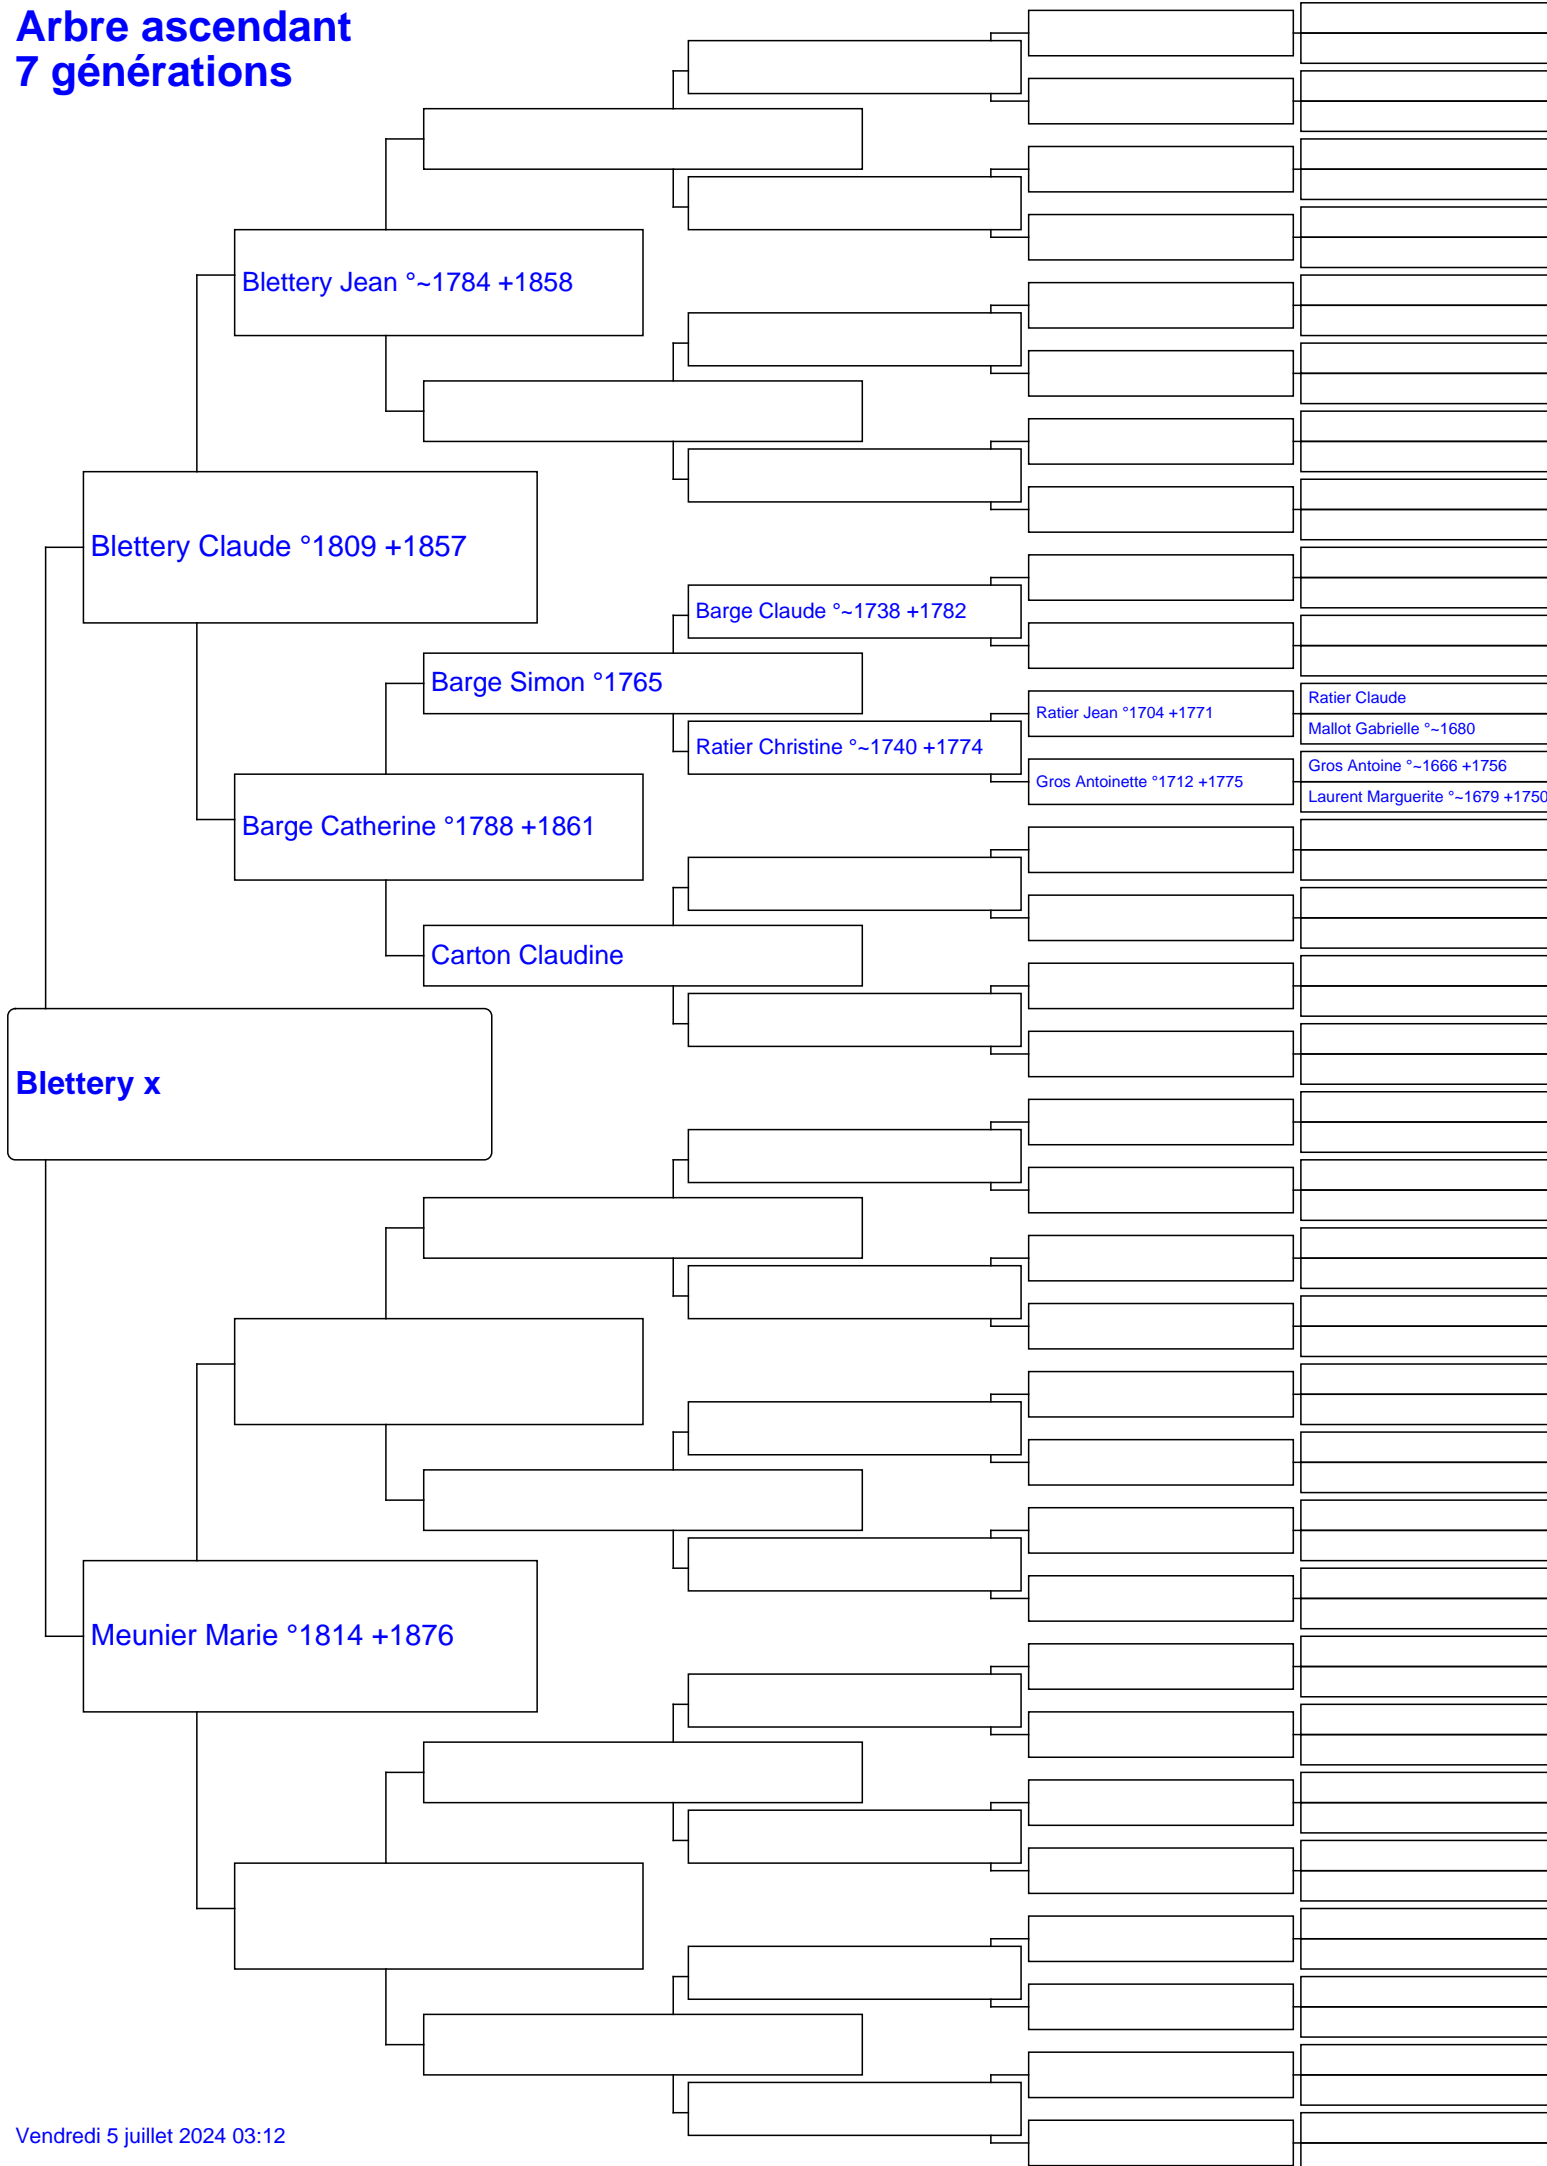 Arbre ascendant
7 générations
Blettery Jean °~1784 +1858
Blettery Claude °1809 +1857
Barge Claude °~1738 +1782
Barge Simon °1765
Ratier Claude
Ratier Jean °1704 +1771
Mallot Gabrielle °~1680
Ratier Christine °~1740 +1774
Gros Antoine °~1666 +1756
Gros Antoinette °1712 +1775
Laurent Marguerite °~1679 +1750
Barge Catherine °1788 +1861
Carton Claudine
Blettery x
Meunier Marie °1814 +1876
Vendredi 5 juillet 2024 03:12